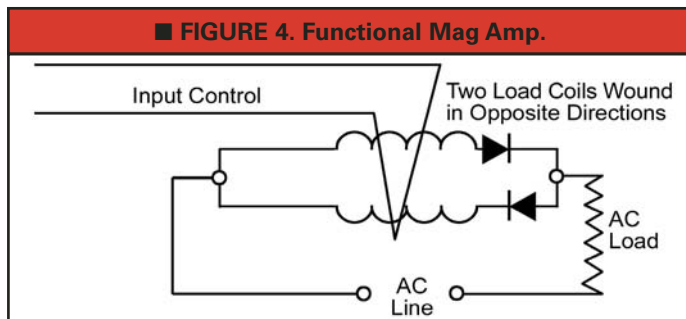 ■ FIGURE 4. Functional Mag Amp.
Input Control
Two Load Coils Wound
in Opposite Directions
AC
Load
AC
Line